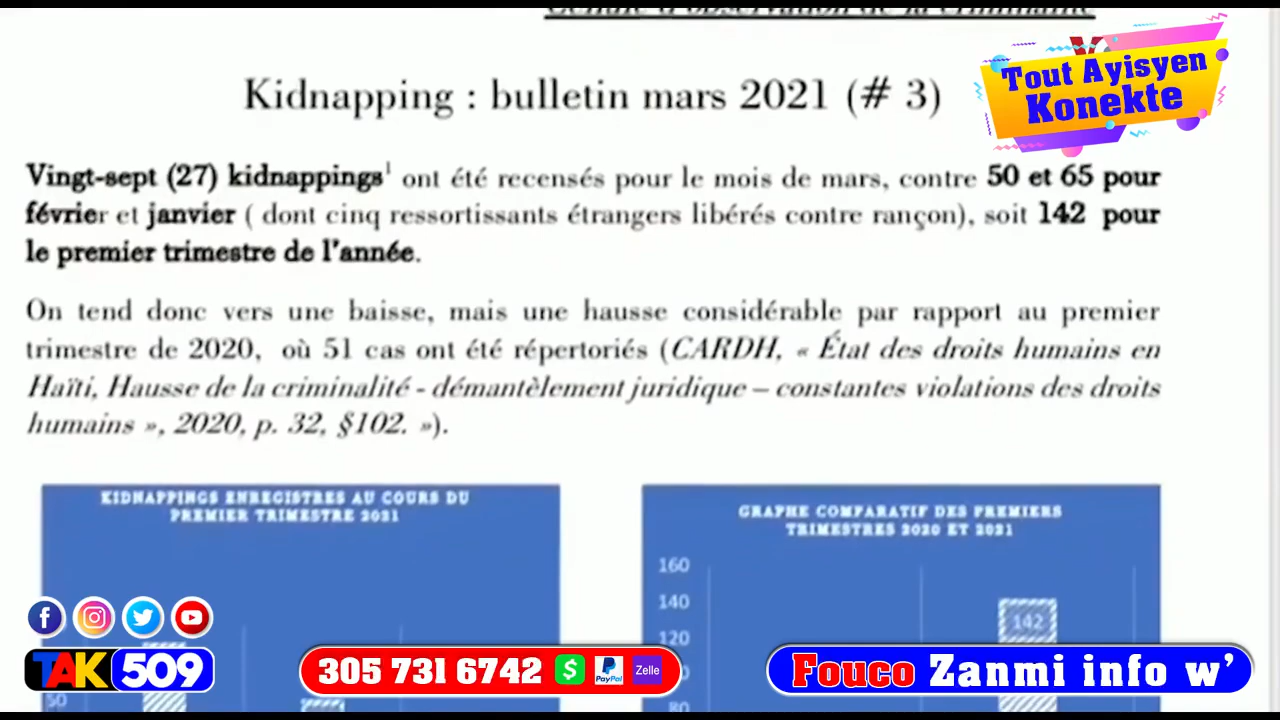 Centre d'observation de la criminalité
Kidnapping : bulletin mars 2021 (# 3)
Tout Ayisyen
Konekte
Vingt-sept (27) kidnappings¹ ont été recensés pour le mois de mars, contre 50 et 65 pour
février et janvier ( dont cinq ressortissants étrangers libérés contre rançon), soit 142 pour
le premier trimestre de l'année.
On tend donc vers une baisse, mais une hausse considérable par rapport au premier
trimestre de 2020, où 51 cas ont été répertoriés (CARDH, « État des droits humains en
Haïti, Hausse de la criminalité - démantèlement juridique – constantes violations des droits
humains », 2020, p. 32, §102. »).
KIDNAPPINGS ENREGISTRES AU COURS DU
PREMIER TRIMESTRE 2021
50
GRAPHE COMPARATIF DES PREMIERS
TRIMESTRES 2020 ET 2021
160
140
120
80
142
TAK 509
305 731 6742 $ PayPal Zelle
Fouco Zanmi info w'